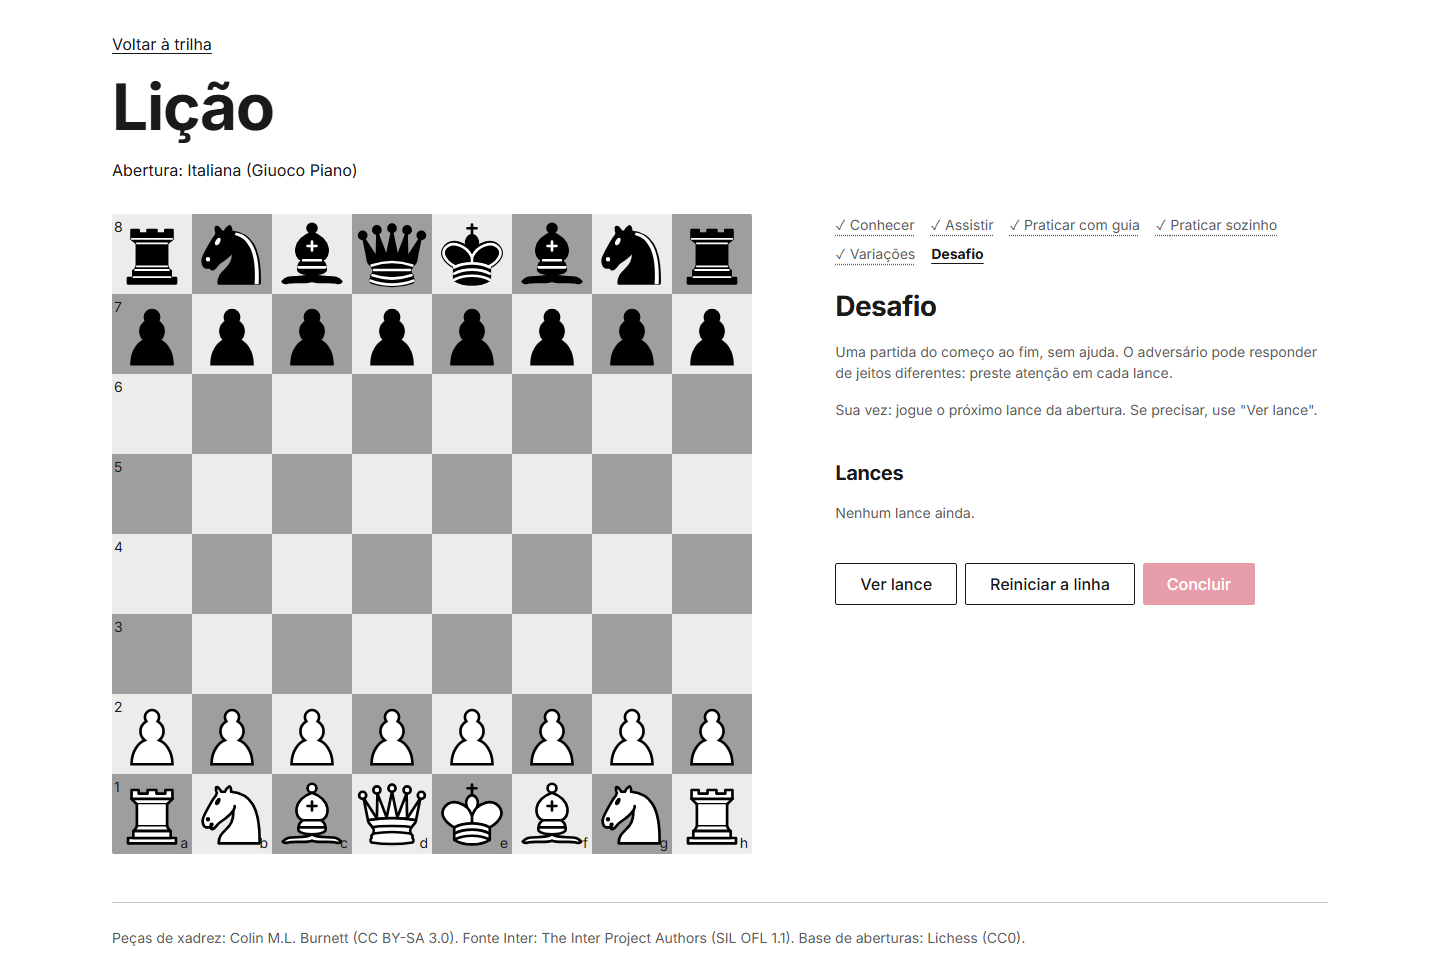 Voltar à trilha
Lição
Abertura: Italiana (Giuoco Piano)
8
7
6
5
4
3
2
1
a b c d e f g h
✓ Conhecer ✓ Assistir ✓ Praticar com guia ✓ Praticar sozinho
✓ Variações Desafio
Desafio
Uma partida do começo ao fim, sem ajuda. O adversário pode responder
de jeitos diferentes: preste atenção em cada lance.
Sua vez: jogue o próximo lance da abertura. Se precisar, use "Ver lance".
Lances
Nenhum lance ainda.
Ver lance Reiniciar a linha Concluir
Peças de xadrez: Colin M.L. Burnett (CC BY-SA 3.0). Fonte Inter: The Inter Project Authors (SIL OFL 1.1). Base de aberturas: Lichess (CC0).